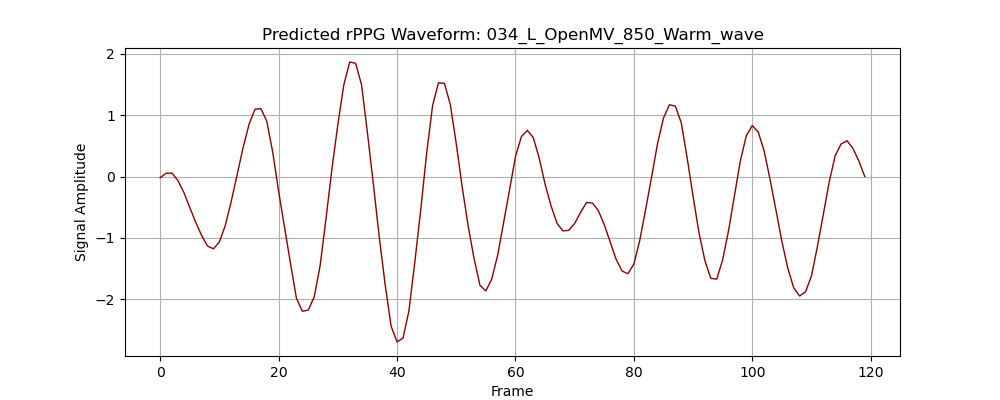 Predicted rPPG Waveform: 034_L_OpenMV_850_Warm_wave
2
1
0
−1
−2
Signal Amplitude
0 20 40 60 80 100 120
Frame